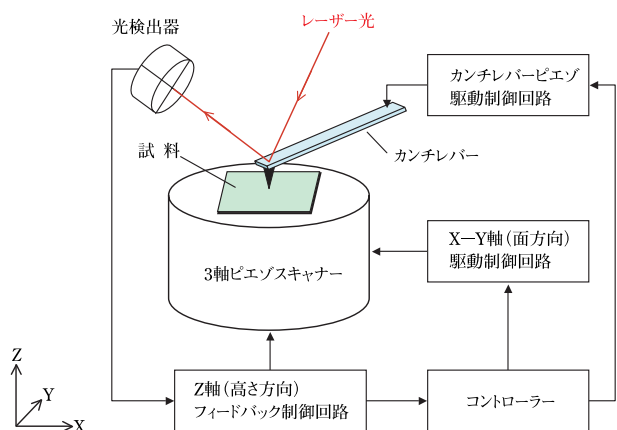 光検出器
レーザー光
カンチレバーピエゾ
駆動制御回路
試 料
カンチレバー
X－Y軸（面方向）
駆動制御回路
3軸ピエゾスキャナー
Z
Y
X
Z軸（高さ方向）
フィードバック制御回路
コントローラー